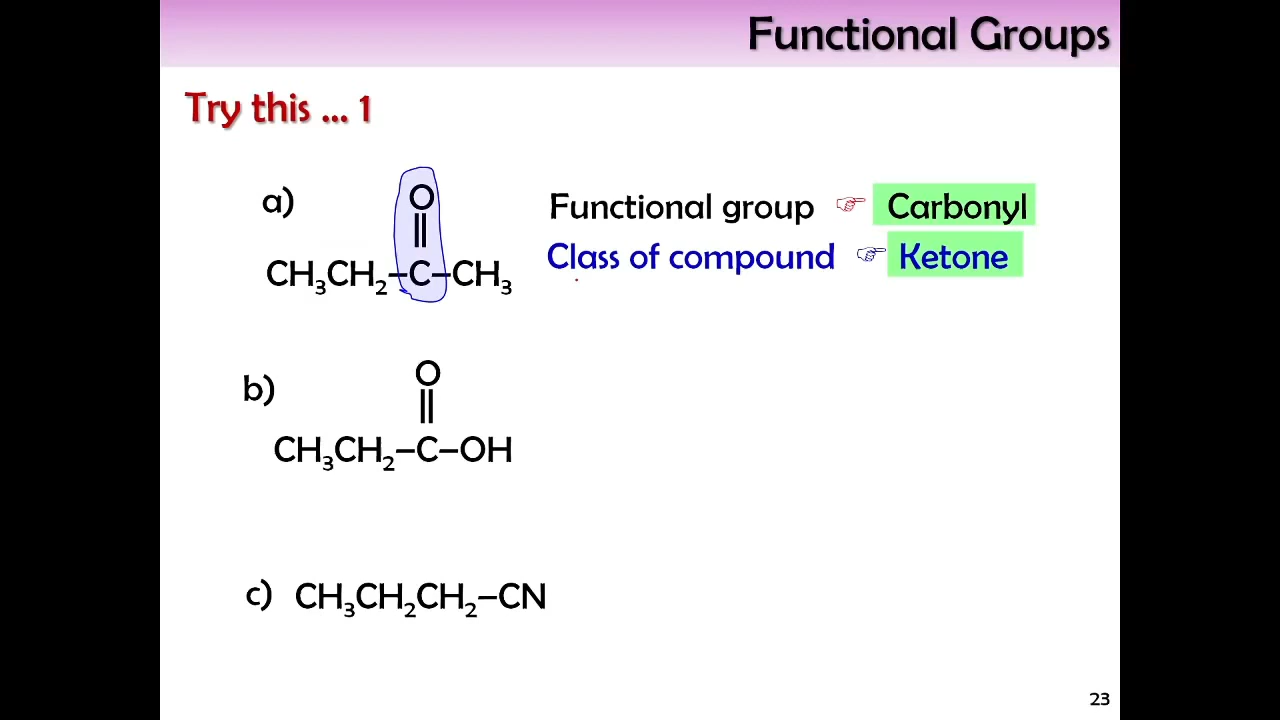 Functional Groups
Try this ... 1
a)
O
||
CH₃CH₂–C–CH₃
Functional group ☞ Carbonyl
Class of compound ☞ Ketone
b)
O
||
CH₃CH₂–C–OH
c) CH₃CH₂CH₂–CN
23